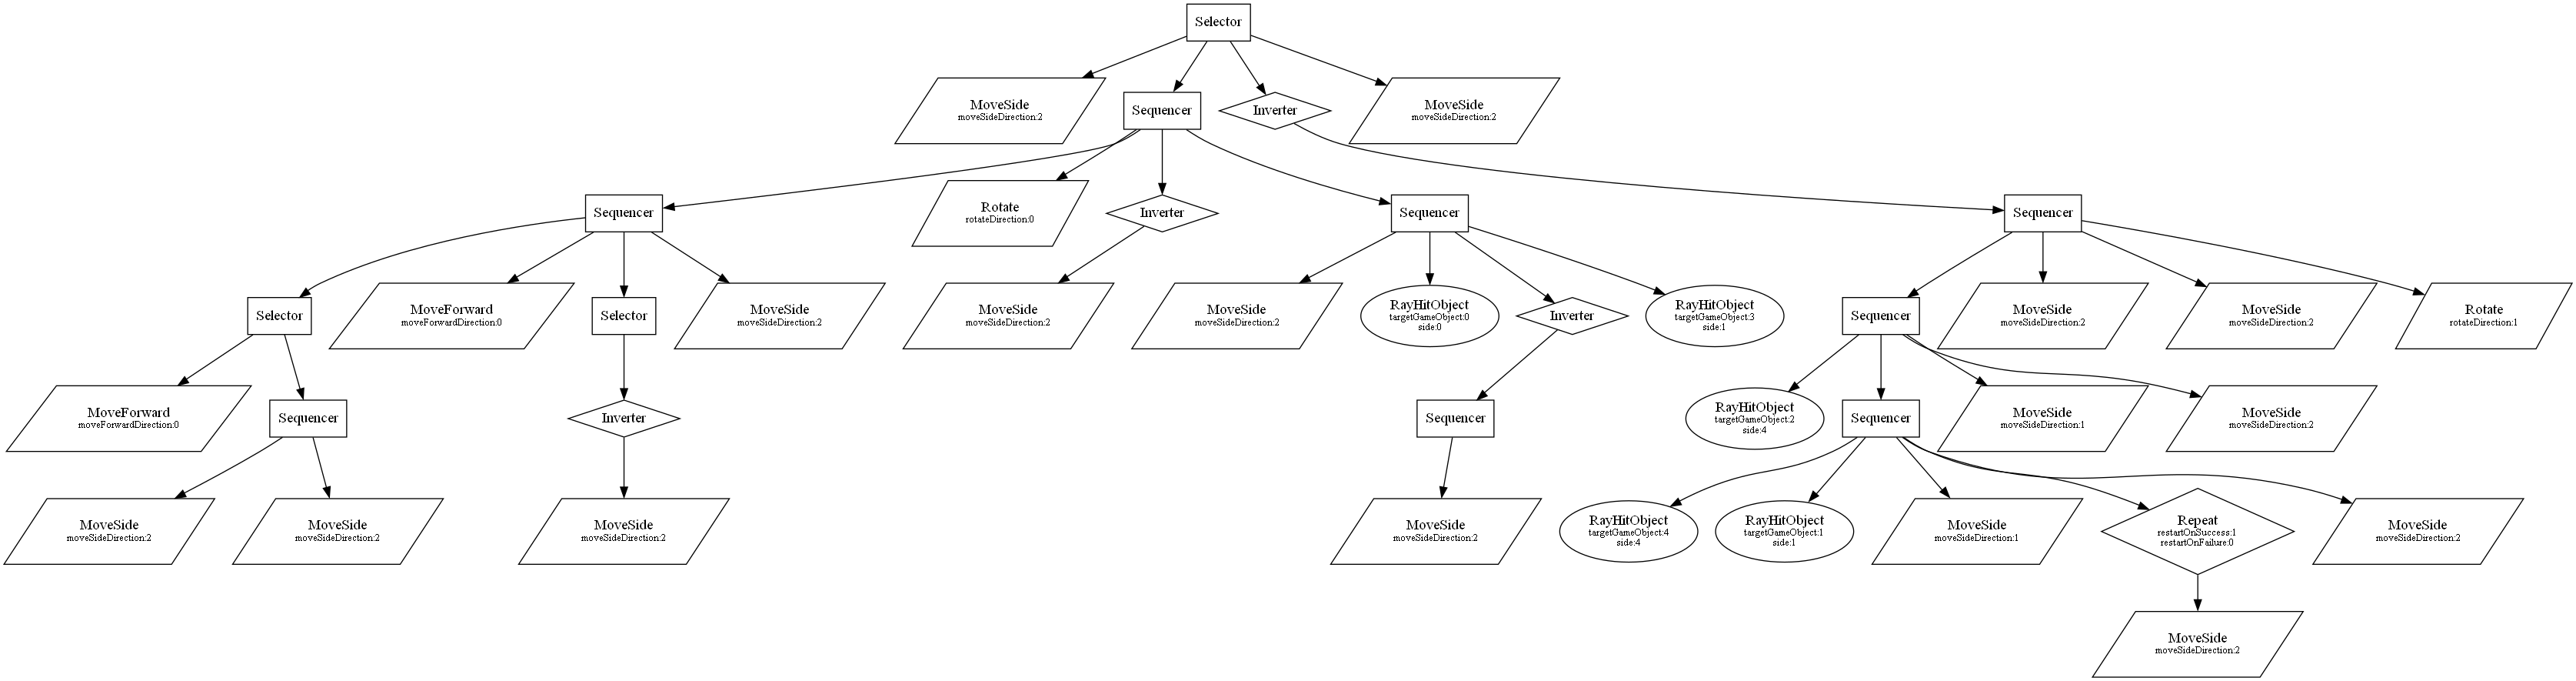 Selector
MoveSide
moveSideDirection:2
Sequencer
Inverter
MoveSide
moveSideDirection:2
Sequencer
Rotate
rotateDirection:0
Inverter
Sequencer
Sequencer
Selector
MoveForward
moveForwardDirection:0
Selector
MoveSide
moveSideDirection:2
MoveSide
moveSideDirection:2
MoveSide
moveSideDirection:2
RayHitObject
targetGameObject:0
side:0
Inverter
RayHitObject
targetGameObject:3
side:1
Sequencer
MoveSide
moveSideDirection:2
MoveSide
moveSideDirection:2
Rotate
rotateDirection:1
MoveForward
moveForwardDirection:0
Sequencer
Inverter
Sequencer
RayHitObject
targetGameObject:2
side:4
Sequencer
MoveSide
moveSideDirection:1
MoveSide
moveSideDirection:2
MoveSide
moveSideDirection:2
MoveSide
moveSideDirection:2
MoveSide
moveSideDirection:2
MoveSide
moveSideDirection:2
RayHitObject
targetGameObject:4
side:4
RayHitObject
targetGameObject:1
side:1
MoveSide
moveSideDirection:1
Repeat
restartOnSuccess:1
restartOnFailure:0
MoveSide
moveSideDirection:2
MoveSide
moveSideDirection:2